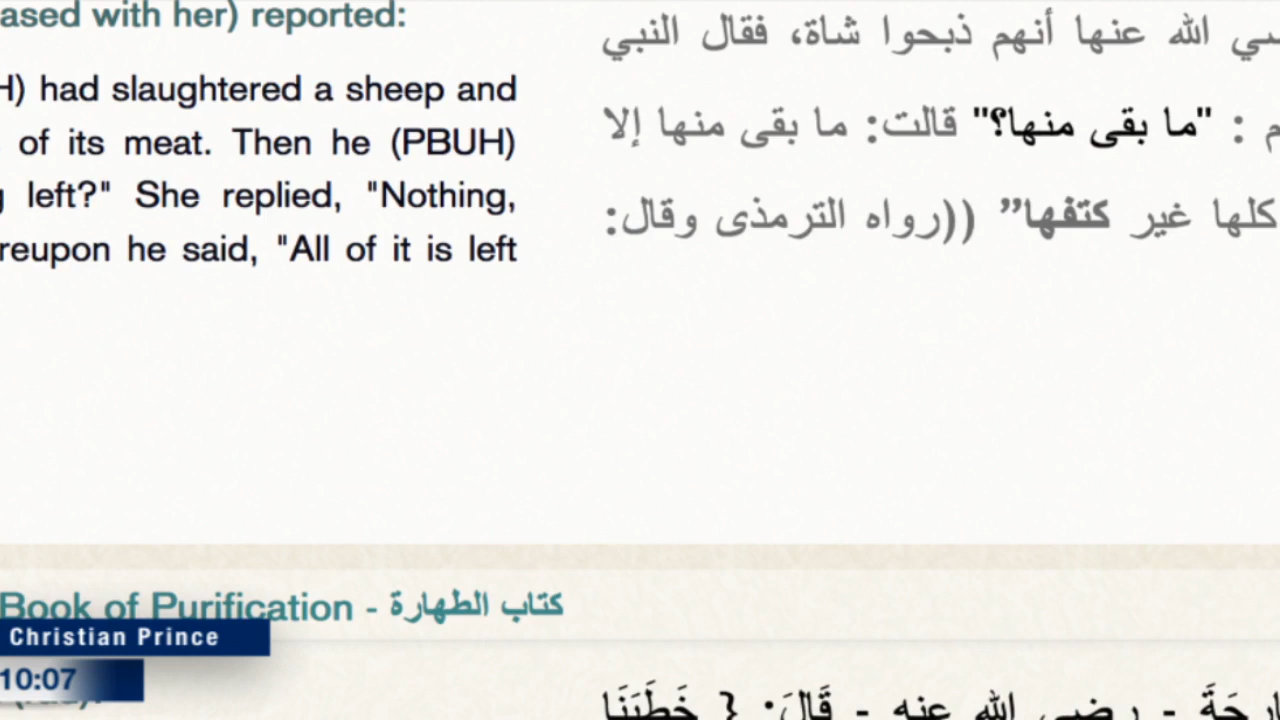 ased with her) reported:
H) had slaughtered a sheep and
of its meat. Then he (PBUH)
left?" She replied, "Nothing,
reupon he said, "All of it is left
الله عنها أنهم ذبحوا شاة، فقال النبي
: "ما بقى منها؟" قالت: ما بقى منها إلا
كلها غير كتفها” ((رواه الترمذى وقال:
Book of Purification - كتاب الطهارة
Christian Prince
10:07
- رضي الله عنه - قَالَ: { خَطَبَنَا